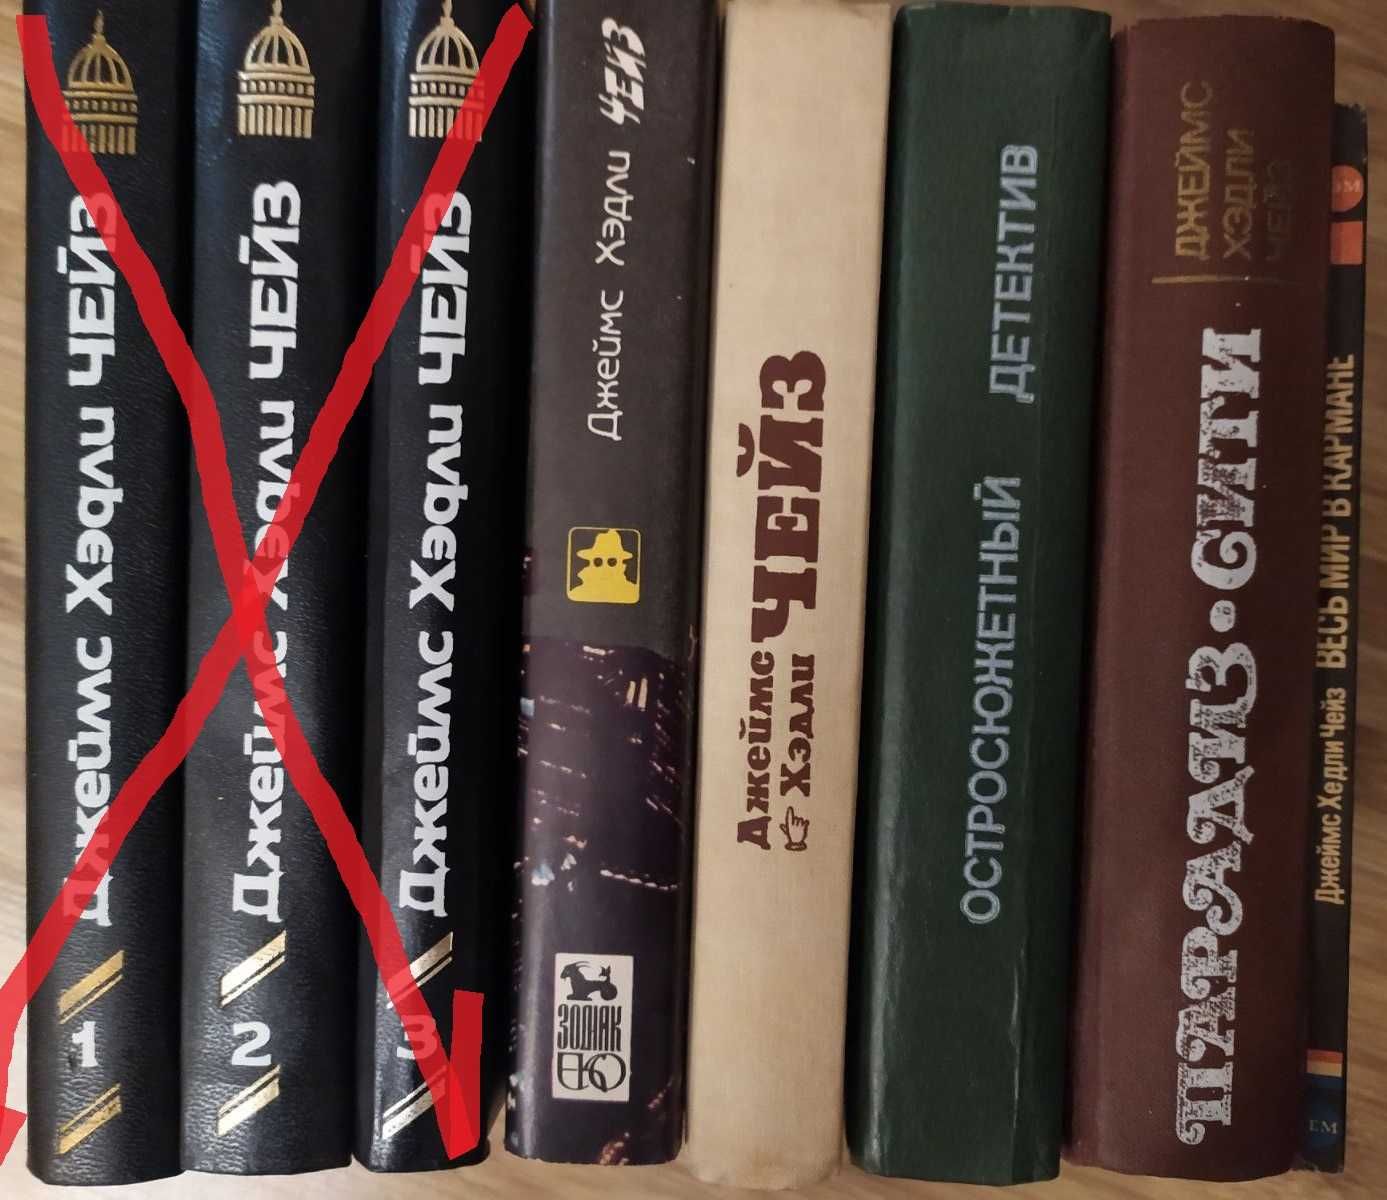 Джеймс Хэдли ЧЕЙЗ
1
Джеймс Хэдли ЧЕЙЗ
2
Джеймс Хэдли ЧЕЙЗ
3
Джеймс Хэдли ЧЕЙЗ
ЗОДИАК
Джеймс
Хэдли
ЧЕЙЗ
ОСТРОСЮЖЕТНЫЙ ДЕТЕКТИВ
ДЖЕЙМС
ХЭДЛИ
ЧЕЙЗ
ПАРАДИЗ·СИТИ
Джеймс Хедли Чейз ВЕСЬ МИР В КАРМАНЕ